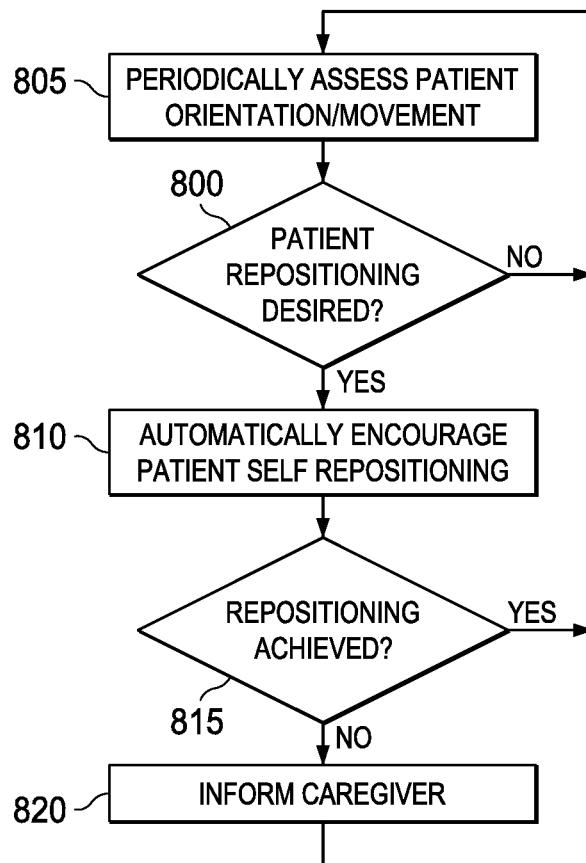 805
PERIODICALLY ASSESS PATIENT
ORIENTATION/MOVEMENT
800
PATIENT
REPOSITIONING
DESIRED?
NO
YES
810
AUTOMATICALLY ENCOURAGE
PATIENT SELF REPOSITIONING
REPOSITIONING
ACHIEVED?
YES
815
NO
820
INFORM CAREGIVER